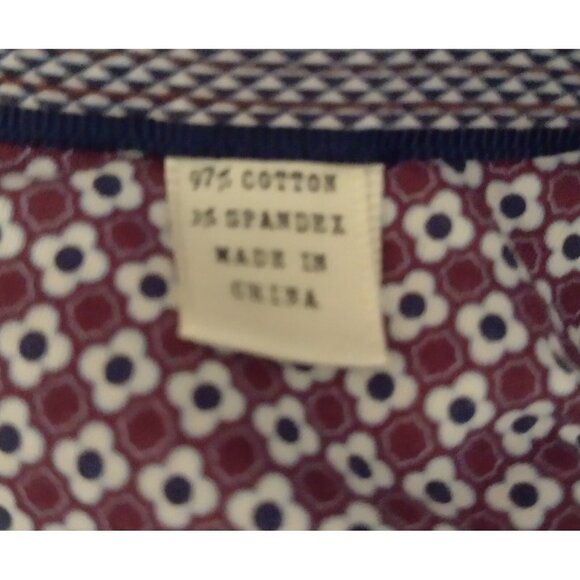 97% COTTON
3% SPANDEX
MADE IN
CHINA